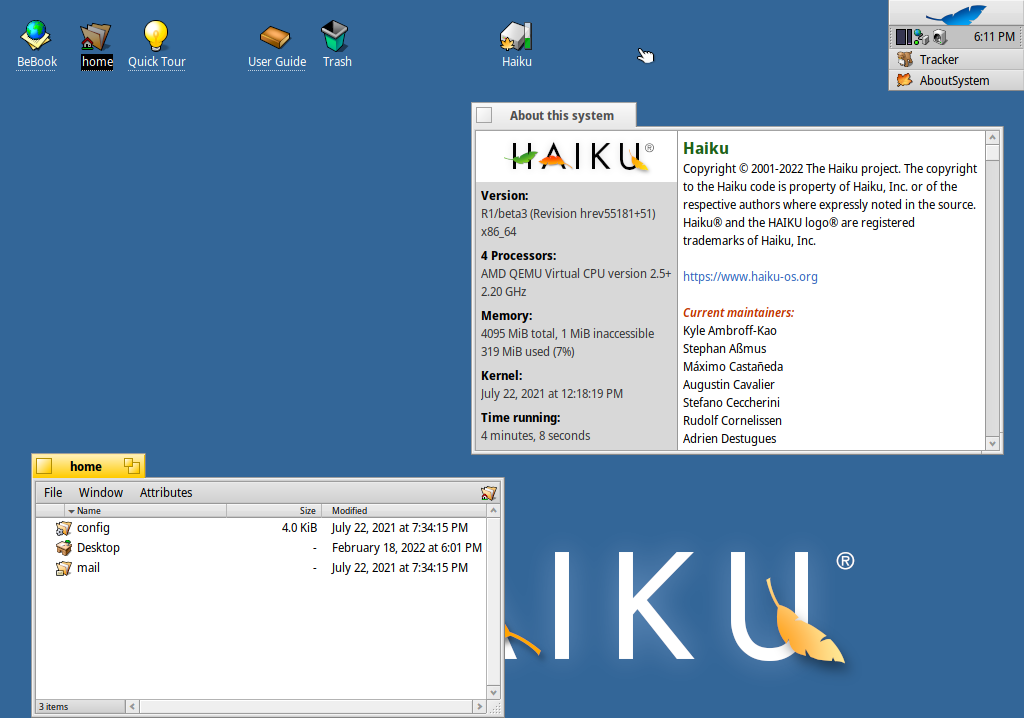 BeBook
home
Quick Tour
User Guide
Trash
Haiku
6:11 PM
Tracker
AboutSystem
About this system
HAIKU®
Version:
R1/beta3 (Revision hrev55181+51)
x86_64
4 Processors:
AMD QEMU Virtual CPU version 2.5+
2.20 GHz
Memory:
4095 MiB total, 1 MiB inaccessible
319 MiB used (7%)
Kernel:
July 22, 2021 at 12:18:19 PM
Time running:
4 minutes, 8 seconds
Haiku
Copyright © 2001-2022 The Haiku project. The copyright
to the Haiku code is property of Haiku, Inc. or of the
respective authors where expressly noted in the source.
Haiku® and the HAIKU logo® are registered
trademarks of Haiku, Inc.
https://www.haiku-os.org
Current maintainers:
Kyle Ambroff-Kao
Stephan Aßmus
Máximo Castañeda
Augustin Cavalier
Stefano Ceccherini
Rudolf Cornelissen
Adrien Destugues
home
File Window Attributes
Name Size Modified
config 4.0 KiB July 22, 2021 at 7:34:15 PM
Desktop - February 18, 2022 at 6:01 PM
mail - July 22, 2021 at 7:34:15 PM
3 items
AIKU®